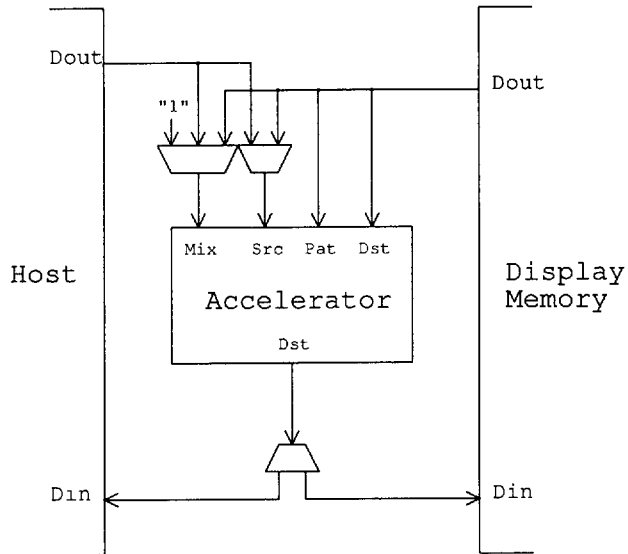 Dout
Dout
"1"
Mix Src Pat Dst
Host
Accelerator
Display
Memory
Dst
Din
Din